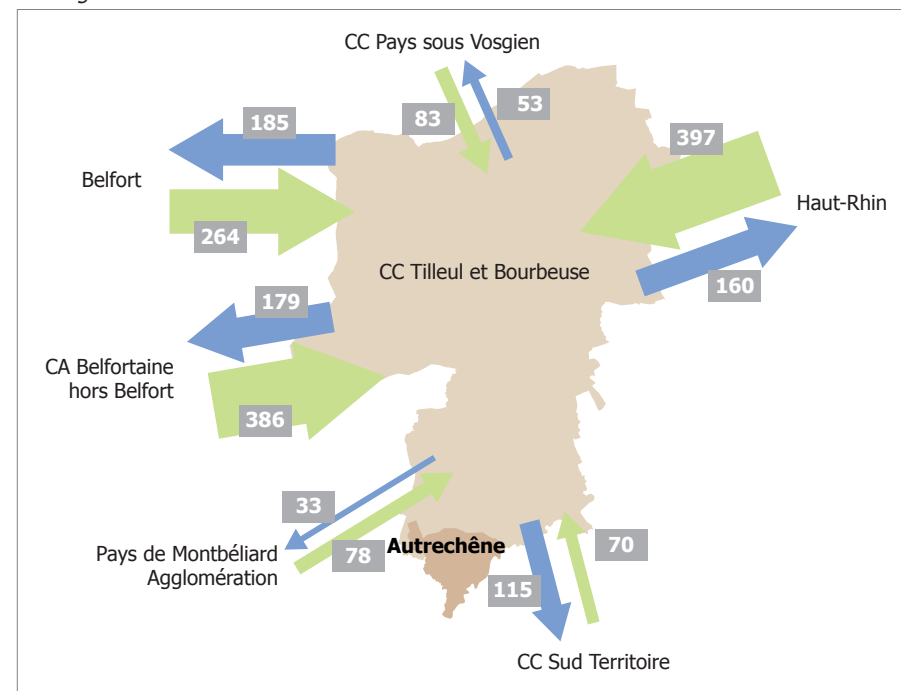 CC Pays sous Vosgien
83
53
185
397
Belfort
264
Haut-Rhin
CC Tilleul et Bourbeuse
160
179
CA Belfortaine
hors Belfort
386
33
78
Autrechêne
70
Pays de Montbéliard
Agglomération
115
CC Sud Territoire